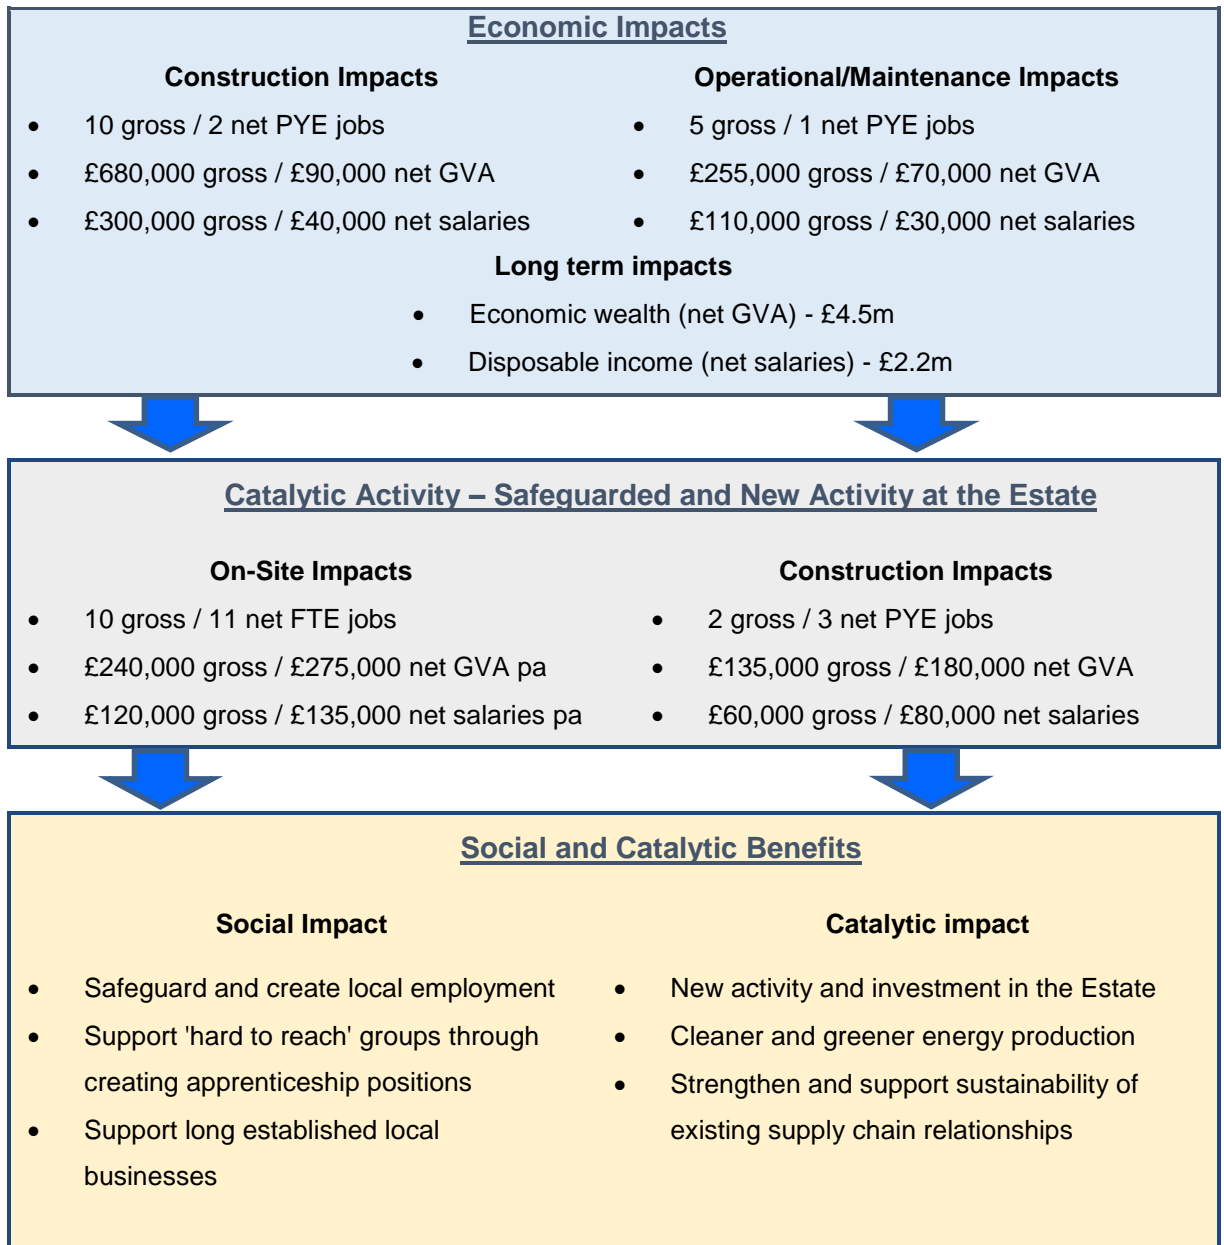 Economic Impacts
Construction Impacts
• 10 gross / 2 net PYE jobs
• £680,000 gross / £90,000 net GVA
• £300,000 gross / £40,000 net salaries
Operational/Maintenance Impacts
• 5 gross / 1 net PYE jobs
• £255,000 gross / £70,000 net GVA
• £110,000 gross / £30,000 net salaries
Long term impacts
• Economic wealth (net GVA) - £4.5m
• Disposable income (net salaries) - £2.2m
Catalytic Activity – Safeguarded and New Activity at the Estate
On-Site Impacts
• 10 gross / 11 net FTE jobs
• £240,000 gross / £275,000 net GVA pa
• £120,000 gross / £135,000 net salaries pa
Construction Impacts
• 2 gross / 3 net PYE jobs
• £135,000 gross / £180,000 net GVA
• £60,000 gross / £80,000 net salaries
Social and Catalytic Benefits
Social Impact
• Safeguard and create local employment
• Support 'hard to reach' groups through
creating apprenticeship positions
• Support long established local
businesses
Catalytic impact
• New activity and investment in the Estate
• Cleaner and greener energy production
• Strengthen and support sustainability of
existing supply chain relationships